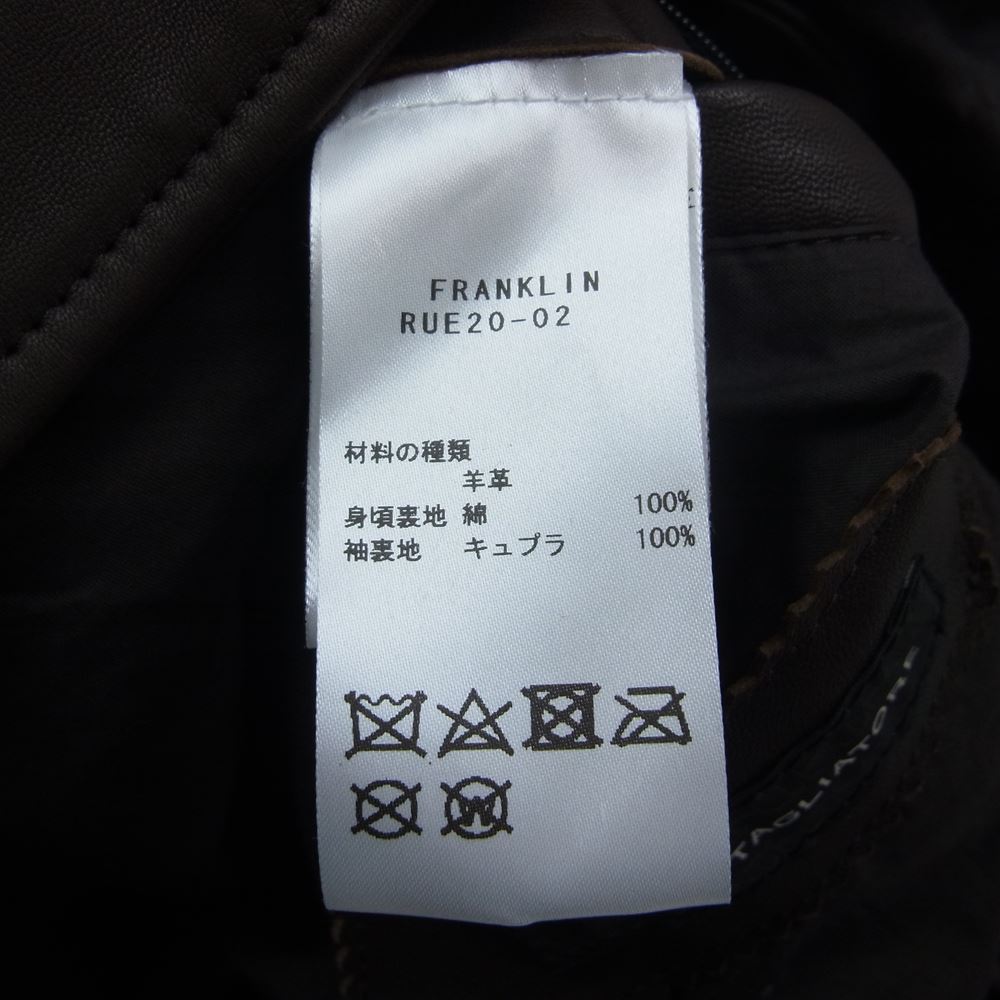 FRANKLIN
RUE20-02
材料の種類
羊革
身頃裏地 綿 100%
袖裏地 キュプラ 100%
W
TAGLIATORE